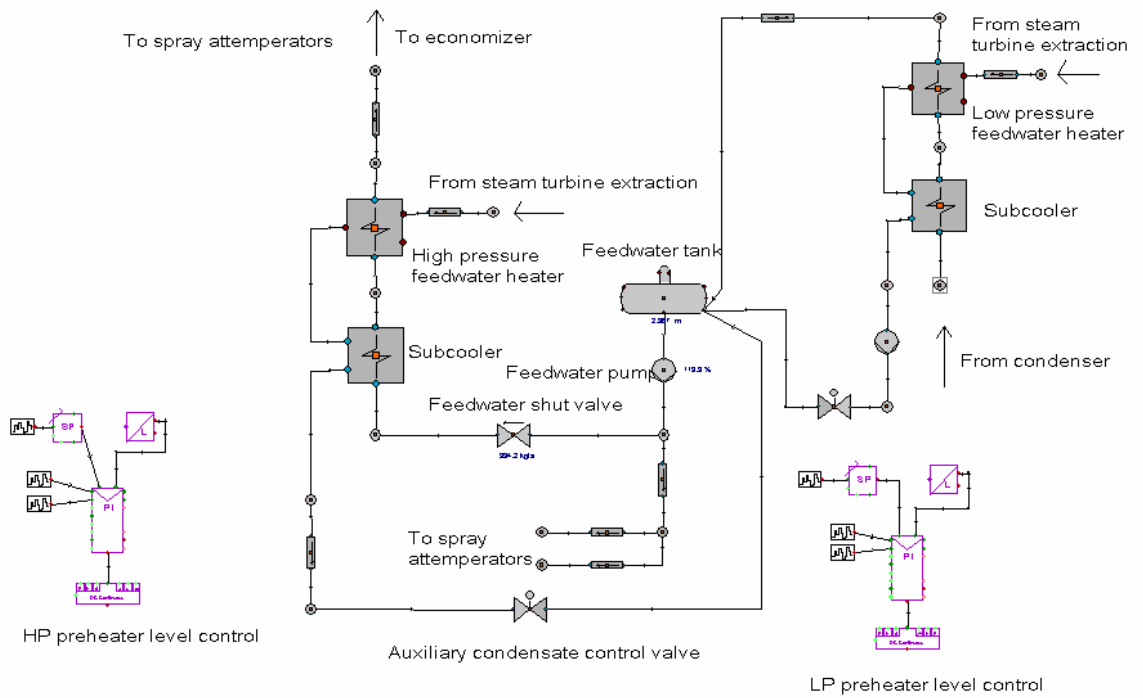 To spray attemperators
To economizer
From steam
turbine extraction
Low pressure
feedwater heater
From steam turbine extraction
Subcooler
High pressure
feedwater heater
Feedwater tank
Subcooler
Feedwater pump
From condenser
Feedwater shut valve
SP
L
PI
SP
L
PI
To spray
attemperators
HP preheater level control
Auxiliary condensate control valve
LP preheater level control